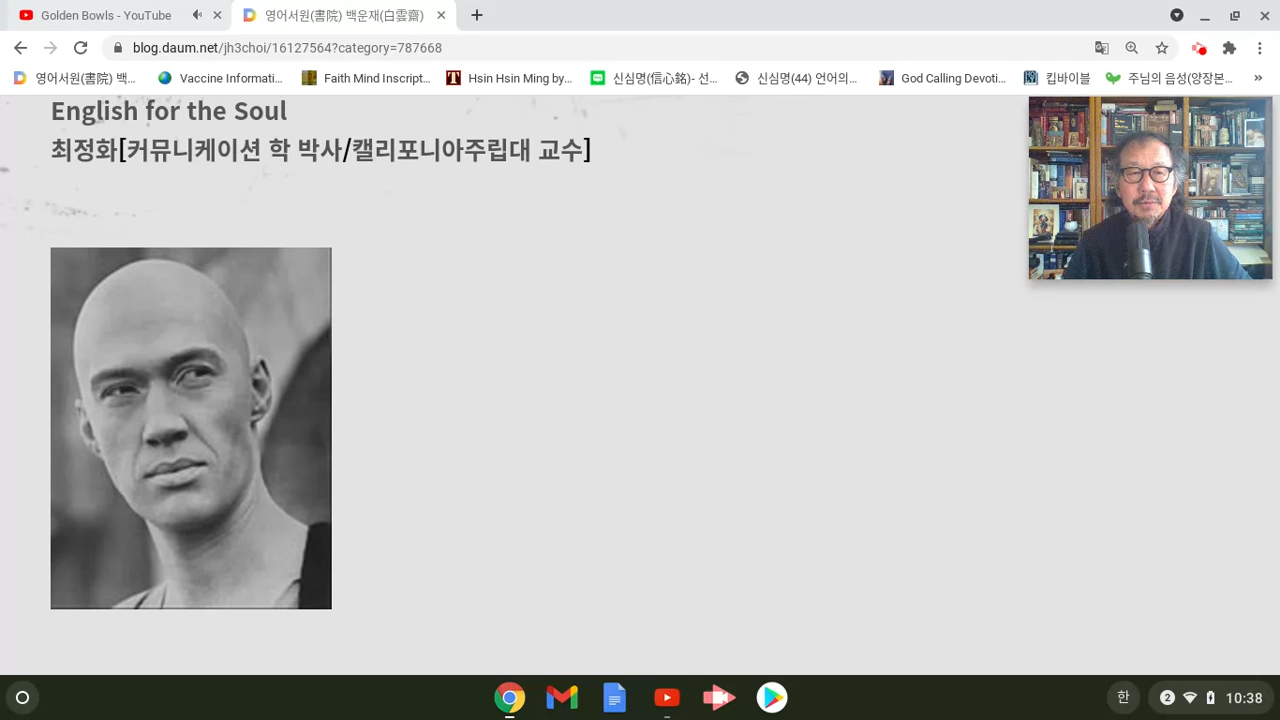 Golden Bowls - YouTube
영어서원(書院) 백운재(白雲齋)
blog.daum.net/jh3choi/16127564?category=787668
영어서원(書院) 백...
Vaccine Informati...
Faith Mind Inscript...
Hsin Hsin Ming by...
신심명(信心銘)- 선...
신심명(44) 언어의...
God Calling Devoti...
킵바이블
주님의 음성(양장본...
»
English for the Soul
최정화[커뮤니케이션 학 박사/캘리포니아주립대 교수]
한
2
10:38